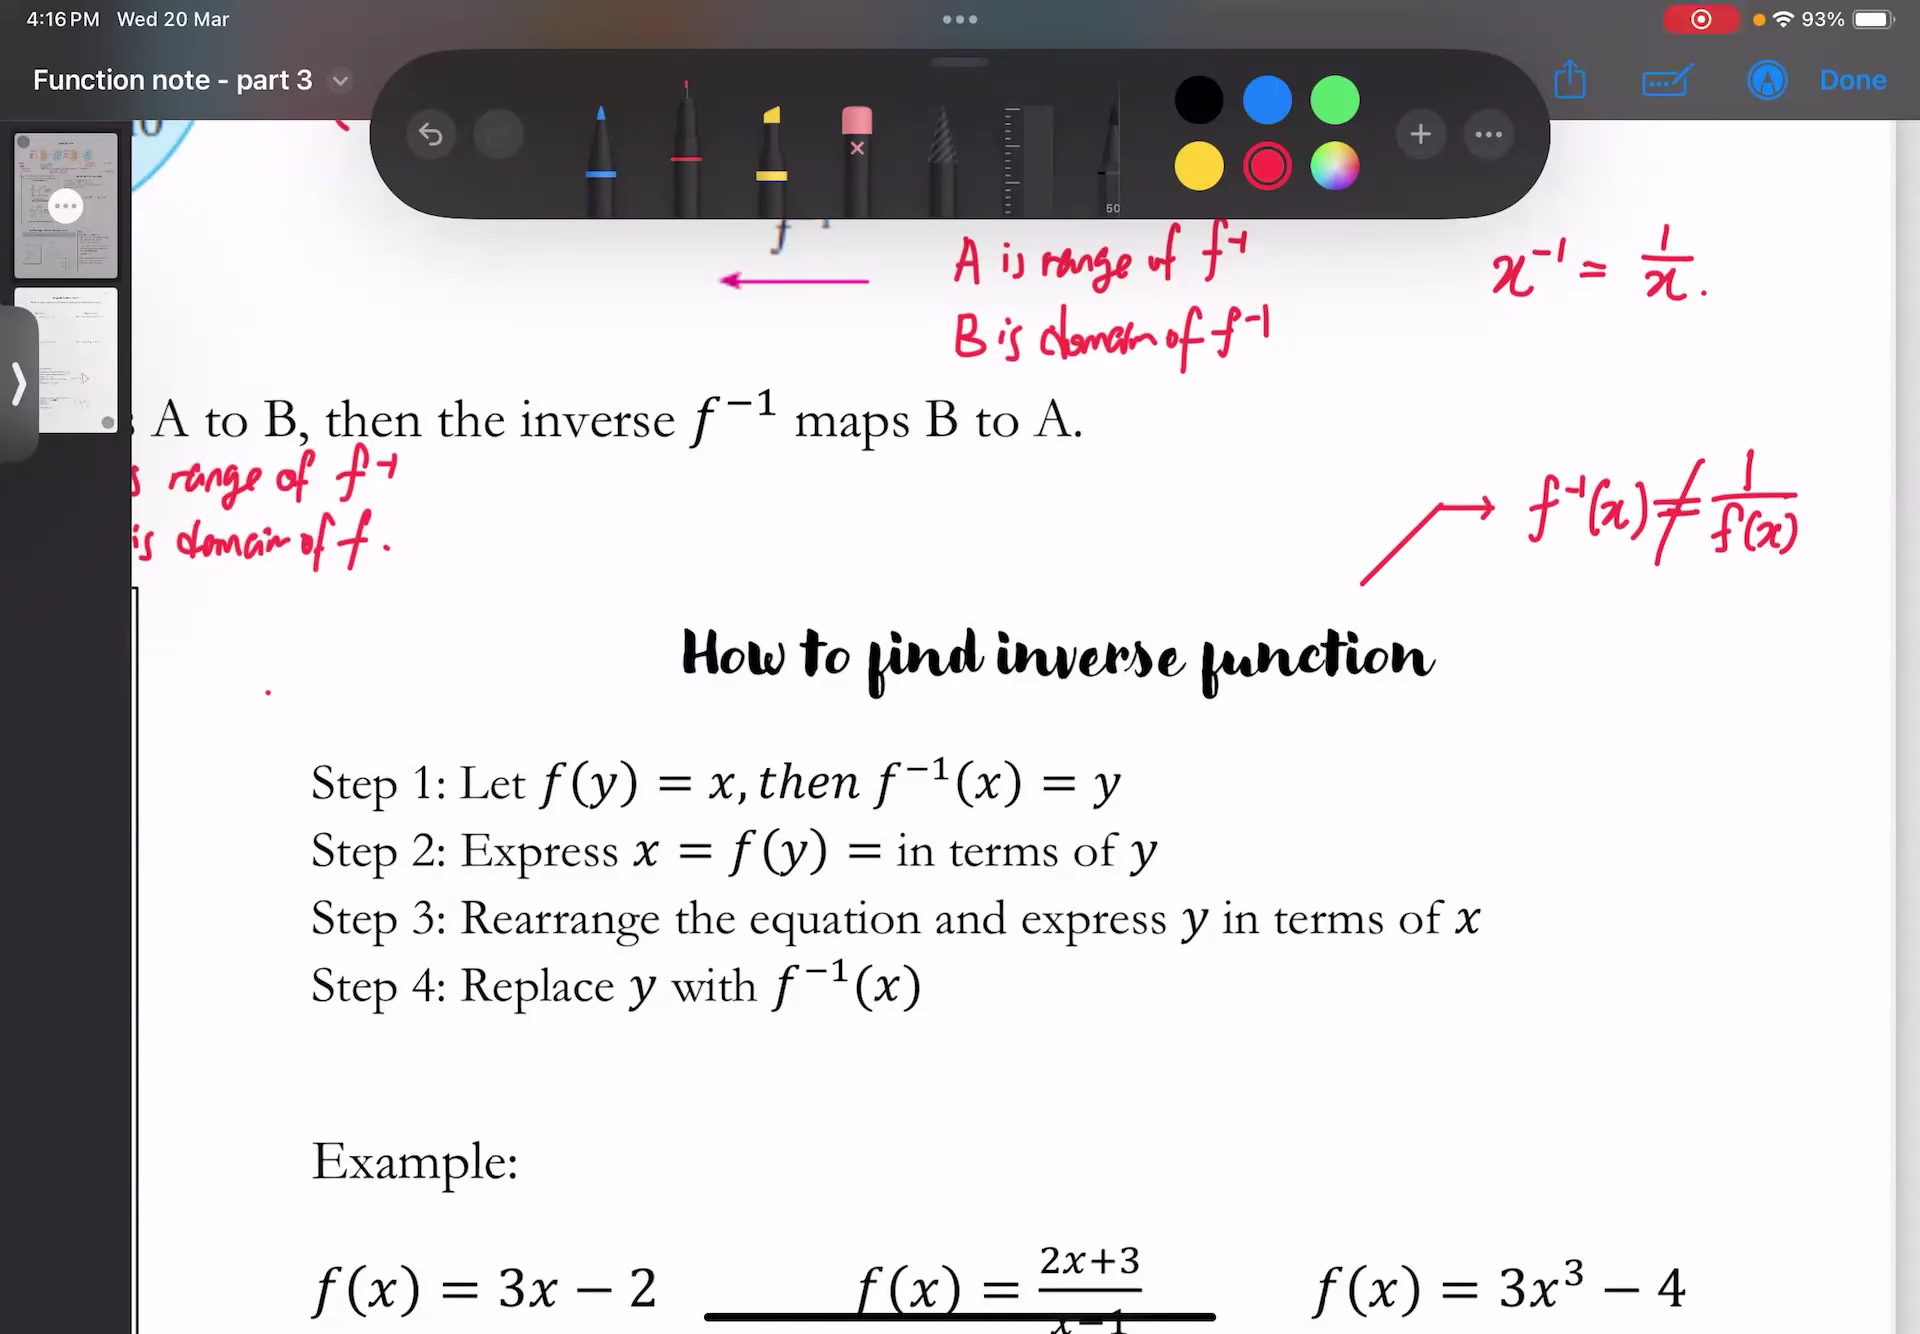 4:16 PM Wed 20 Mar
93%
Function note - part 3
Done
50
10
f⁻¹
A is range of f⁻¹
B is domain of f⁻¹
x⁻¹ = 1/x.
A to B, then the inverse f⁻¹ maps B to A.
range of f⁻¹
is domain of f.
f⁻¹(x) ≠ 1/f(x)
How to find inverse function
Step 1: Let f(y) = x, then f⁻¹(x) = y
Step 2: Express x = f(y) = in terms of y
Step 3: Rearrange the equation and express y in terms of x
Step 4: Replace y with f⁻¹(x)
Example:
f(x) = 3x − 2
f(x) = (2x+3)/(x−1)
f(x) = 3x³ − 4